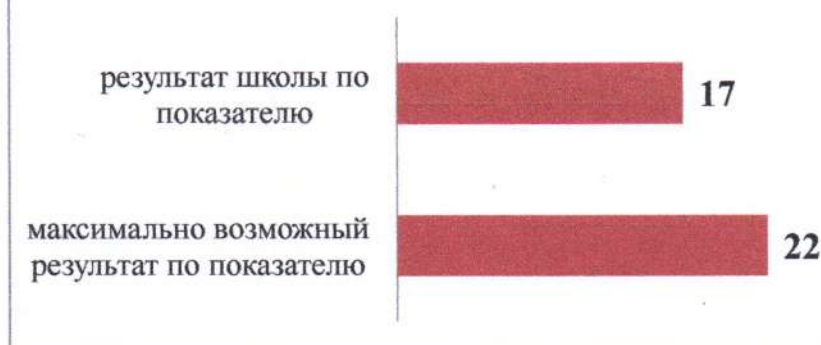 результат школы по
показателю
17
максимально возможный
результат по показателю
22